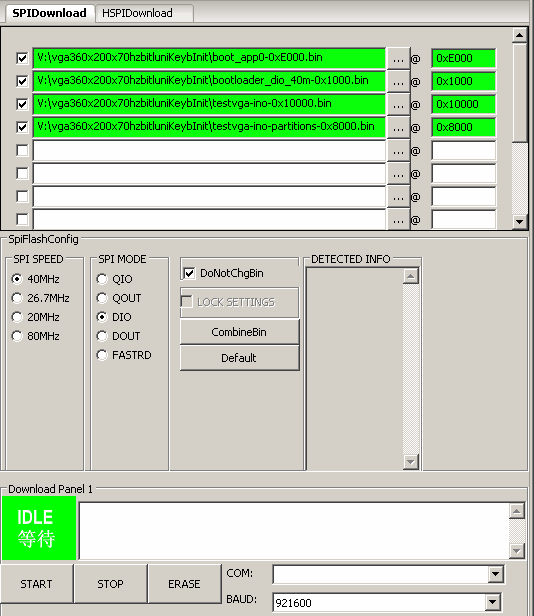 SPIDownload HSPIDownload
V:\vga360x200x70hzbitluniKeybInit\boot_app0-0xE000.bin ... @ 0xE000
V:\vga360x200x70hzbitluniKeybInit\bootloader_dio_40m-0x1000.bin ... @ 0x1000
V:\vga360x200x70hzbitluniKeybInit\testvga-ino-0x10000.bin ... @ 0x10000
V:\vga360x200x70hzbitluniKeybInit\testvga-ino-partitions-0x8000.bin ... @ 0x8000
... @
... @
... @
... @
SpiFlashConfig
SPI SPEED
40MHz
26.7MHz
20MHz
80MHz
SPI MODE
QIO
QOUT
DIO
DOUT
FASTRD
DoNotChgBin
LOCK SETTINGS
CombineBin
Default
DETECTED INFO
Download Panel 1
IDLE
等待
START STOP ERASE
COM:
BAUD: 921600